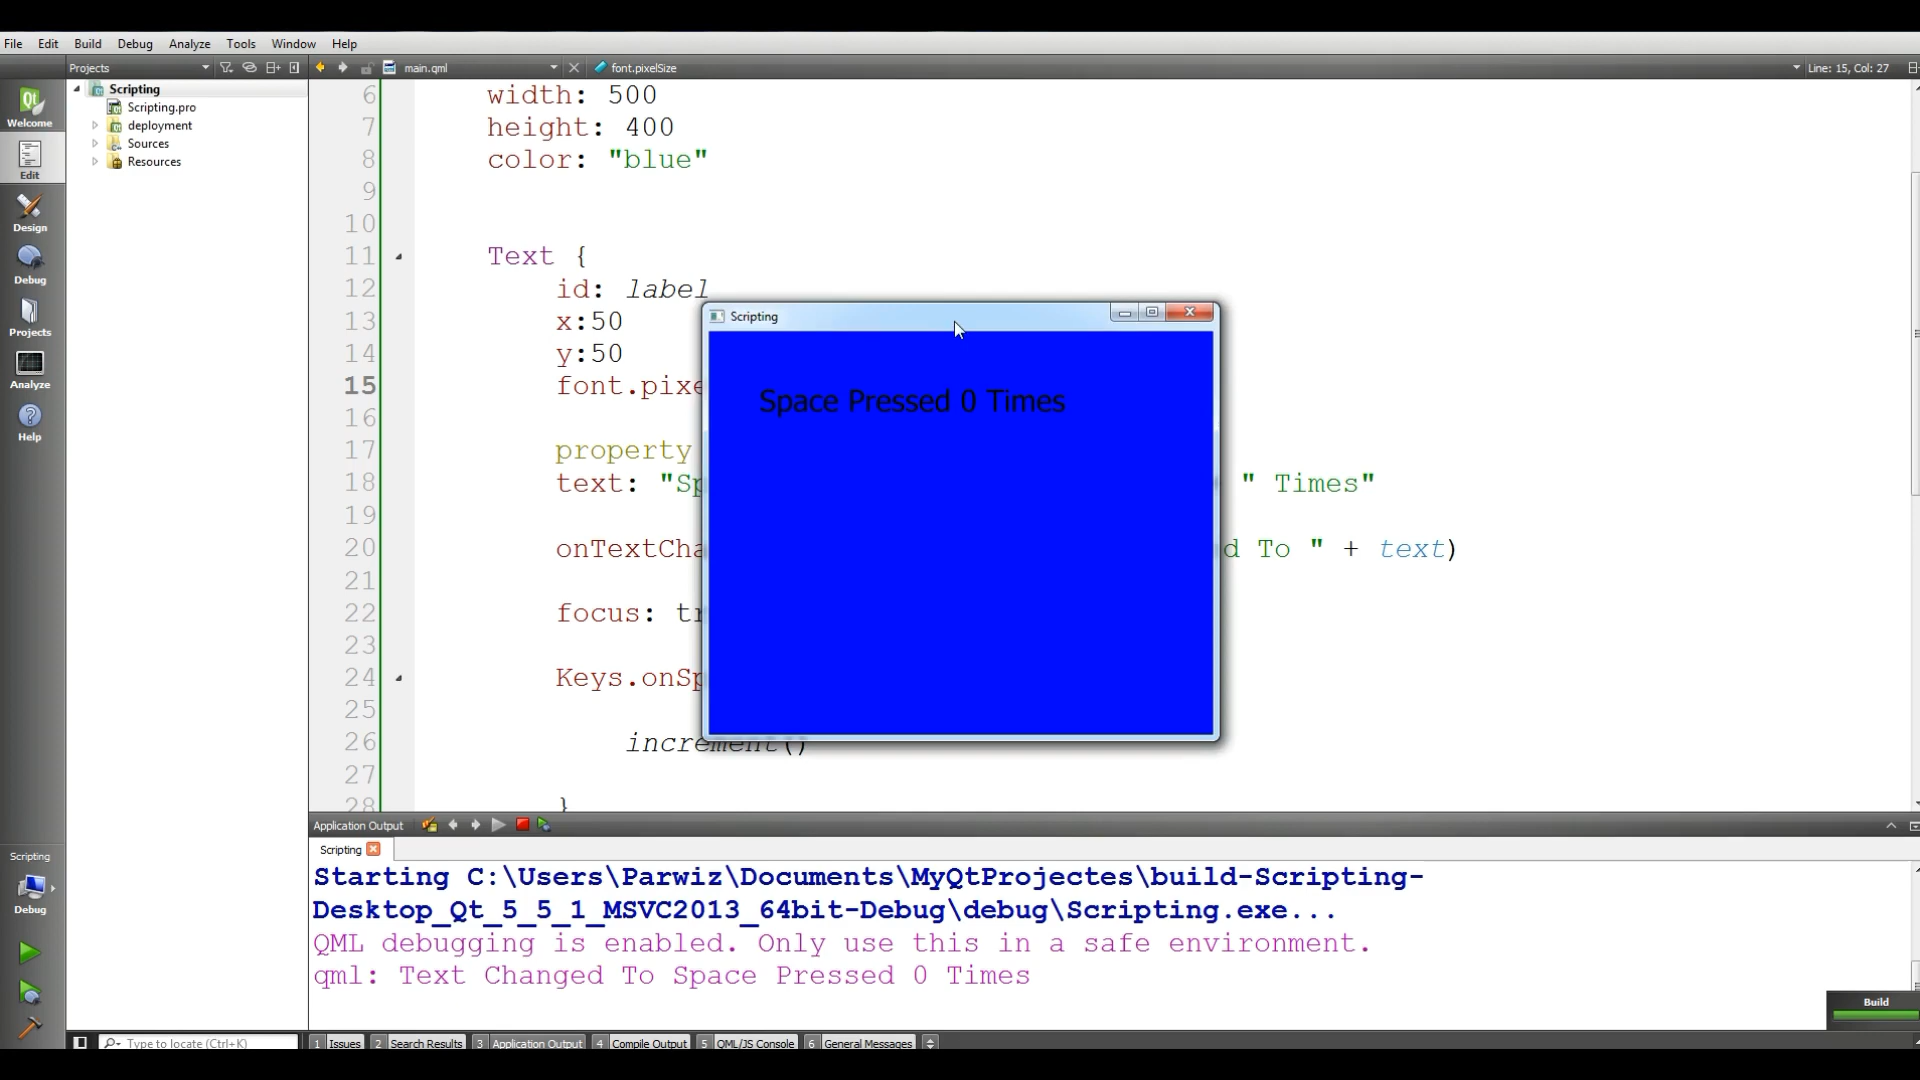 File Edit Build Debug Analyze Tools Window Help
Projects
main.qml
font.pixelSize
Line: 15, Col: 27
Welcome
Edit
Design
Debug
Projects
Analyze
Help
Scripting
Scripting.pro
deployment
Sources
Resources
6 width: 500
7 height: 400
8 color: "blue"
9
10
11 Text {
12 id: label
13 x:50
14 y:50
15 font.pixe
16
17 property
18 text: "Sp " Times"
19
20 onTextCha d To " + text)
21
22 focus: tr
23
24 Keys.onSp
25
26 increment()
27
28 }
Scripting
Space Pressed 0 Times
Application Output
Scripting
Starting C:\Users\Parwiz\Documents\MyQtProjectes\build-Scripting-
Desktop_Qt_5_5_1_MSVC2013_64bit-Debug\debug\Scripting.exe...
QML debugging is enabled. Only use this in a safe environment.
qml: Text Changed To Space Pressed 0 Times
Scripting
Debug
Build
Type to locate (Ctrl+K)
1 Issues 2 Search Results 3 Application Output 4 Compile Output 5 QML/JS Console 6 General Messages